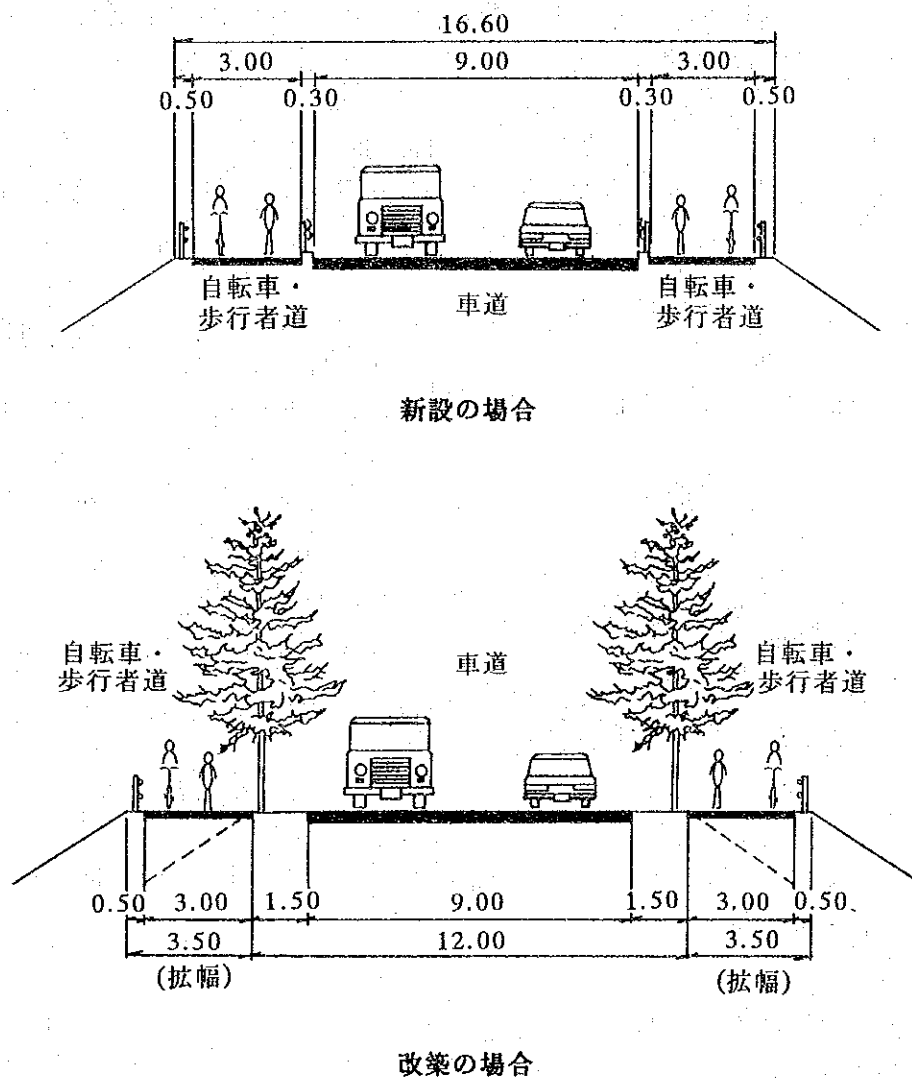 16.60
3.00 9.00 3.00
0.50 0.30 0.30 0.50
自転車・
歩行者道
車道
自転車・
歩行者道
新設の場合
自転車・
歩行者道
車道
自転車・
歩行者道
0.50 3.00 1.50 9.00 1.50 3.00 0.50
3.50 12.00 3.50
(拡幅) (拡幅)
改築の場合